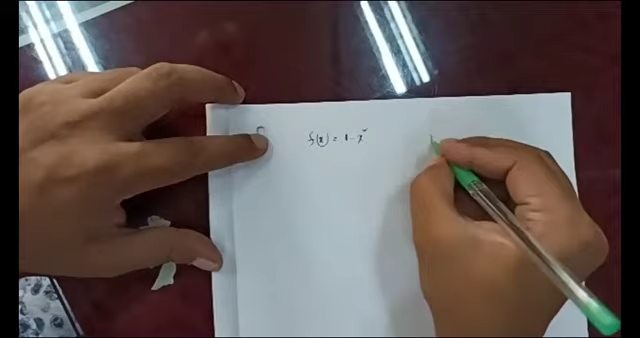 f(x) = 1 - x²